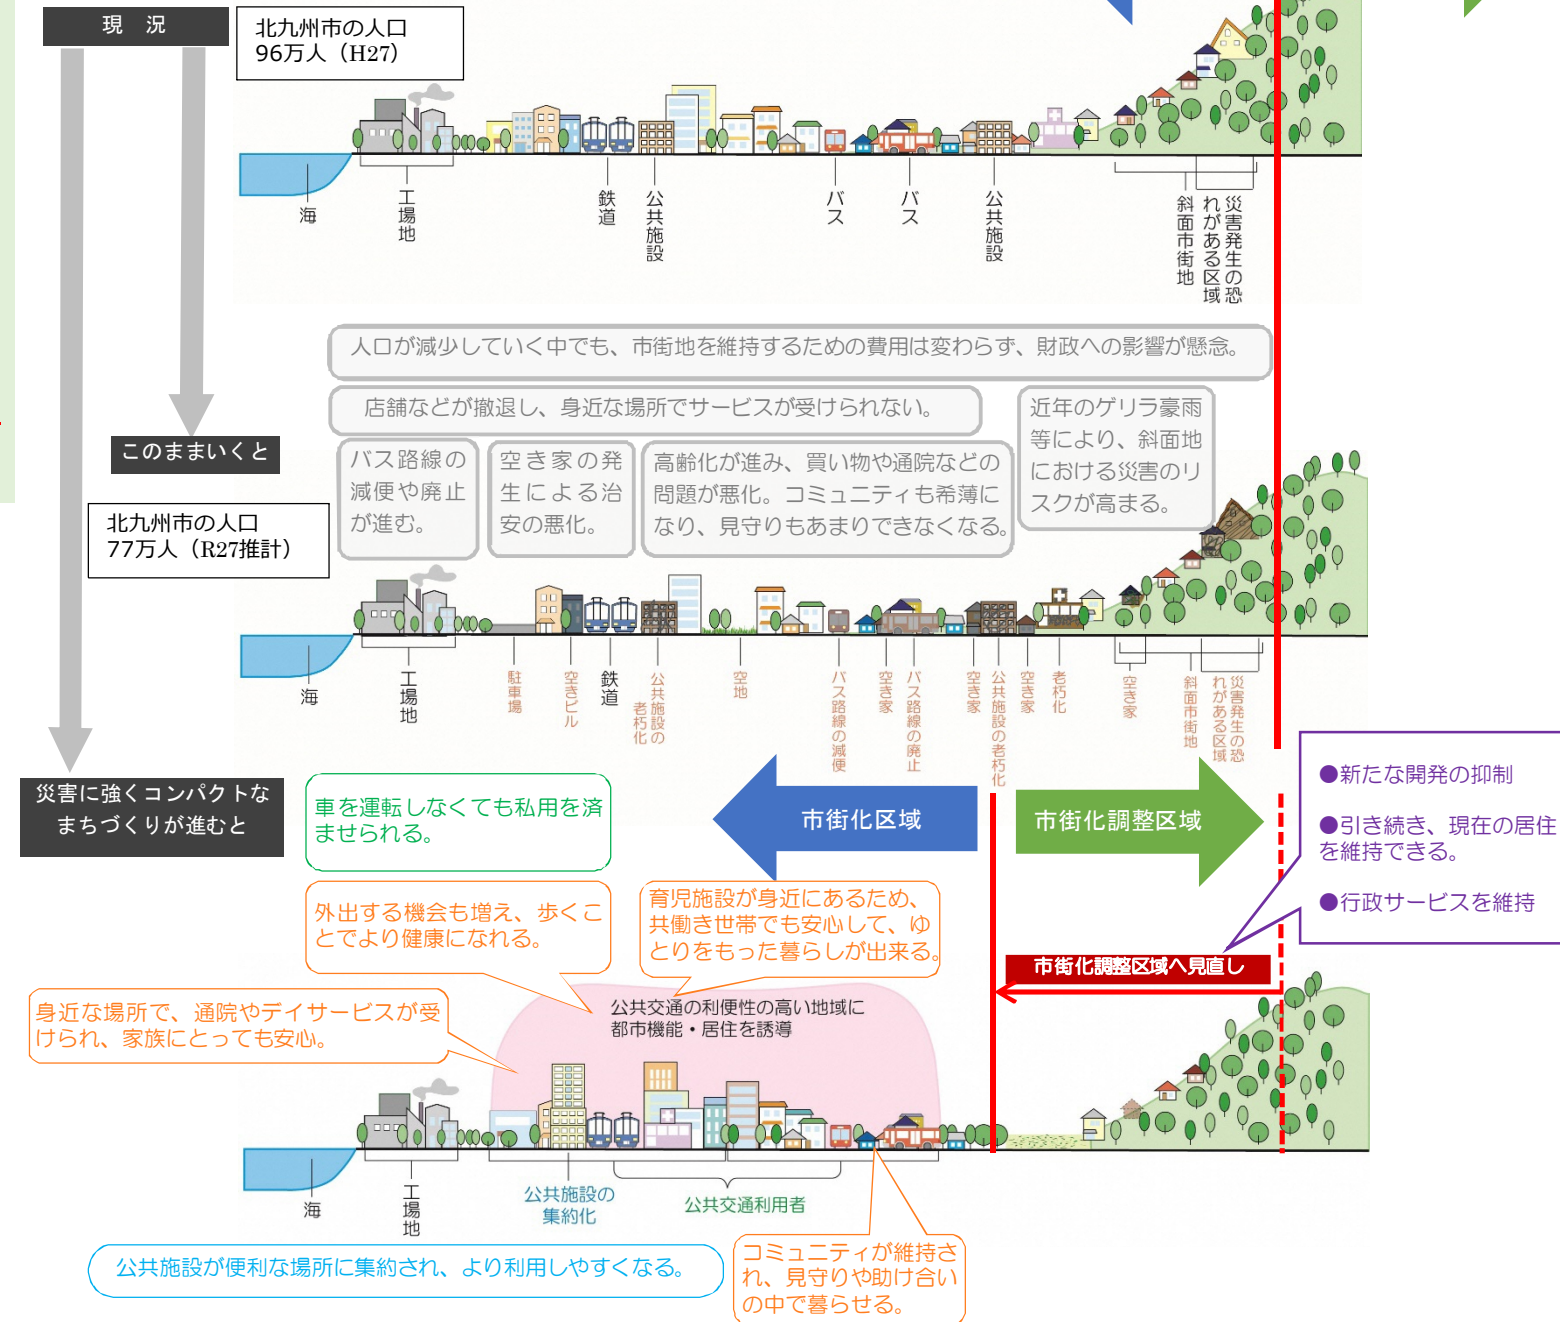 現 況
北九州市の人口
96万人（H27）
海
工場地
鉄道
公共施設
バス
バス
公共施設
斜面市街地
災害発生の恐
れがある区域
人口が減少していく中でも、市街地を維持するための費用は変わらず、財政への影響が懸念。
店舗などが撤退し、身近な場所でサービスが受けられない。
近年のゲリラ豪雨
等により、斜面地
における災害のリ
スクが高まる。
このままいくと
バス路線の
減便や廃止
が進む。
空き家の発
生による治
安の悪化。
高齢化が進み、買い物や通院などの
問題が悪化。コミュニティも希薄に
なり、見守りもあまりできなくなる。
北九州市の人口
77万人（R27推計）
海
工場地
駐車場
空きビル
鉄道
公共施設の
老朽化
空地
バス路線の減便
空き家
バス路線の廃止
空き家
公共施設の老朽化
空き家
老朽化
空き家
斜面市街地
災害発生の恐
れがある区域
災害に強くコンパクトな
まちづくりが進むと
車を運転しなくても私用を済
ませられる。
市街化区域
市街化調整区域
●新たな開発の抑制
●引き続き、現在の居住
を維持できる。
●行政サービスを維持
外出する機会も増え、歩くこ
とでより健康になれる。
育児施設が身近にあるため、
共働き世帯でも安心して、ゆ
とりをもった暮らしが出来る。
市街化調整区域へ見直し
身近な場所で、通院やデイサービスが受
けられ、家族にとっても安心。
公共交通の利便性の高い地域に
都市機能・居住を誘導
海
工場地
公共施設の
集約化
公共交通利用者
公共施設が便利な場所に集約され、より利用しやすくなる。
コミュニティが維持さ
れ、見守りや助け合い
の中で暮らせる。